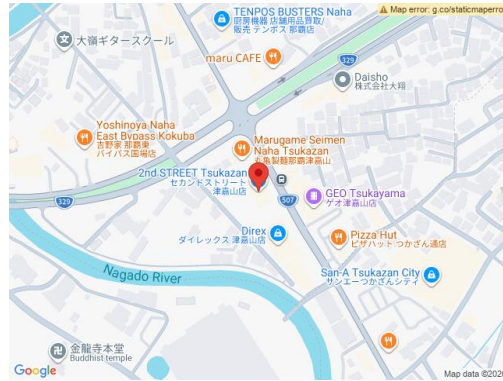 TENPOS BUSTERS Naha
厨房機器 店舗用品買取/
販売 テンポス 那覇店
Map error: g.co/staticmaperro
大嶺ギタースクール
maru CAFE
329
Daisho
株式会社大翔
Yoshinoya Naha
East Bypass Kokuba
吉野家 那覇東
バイパス国場店
Marugame Seimen
Naha Tsukazan
丸亀製麺那覇津嘉山
2nd STREET Tsukazan
セカンドストリート
津嘉山店
GEO Tsukayama
ゲオ津嘉山店
329
507
Direx
ダイレックス 津嘉山店
Pizza Hut
ピザハット つかざん通店
Nagado River
San-A Tsukazan City
サンエーつかざんシティ
金龍寺本堂
Buddhist temple
Google
Map data ©2026